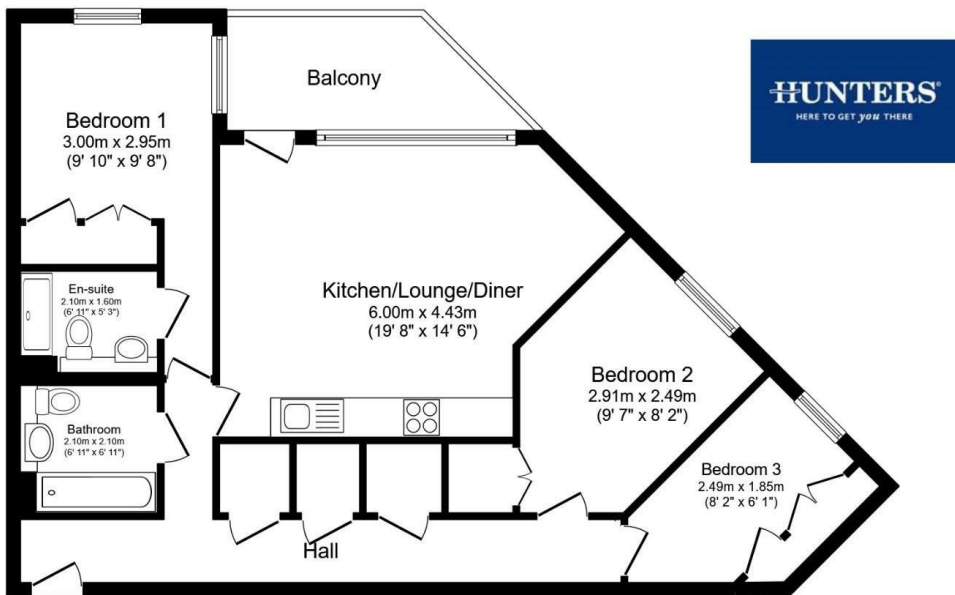 Balcony
HUNTERS®
HERE TO GET you THERE
Bedroom 1
3.00m x 2.95m
(9' 10" x 9' 8")
En-suite
2.10m x 1.60m
(6' 11" x 5' 3")
Kitchen/Lounge/Diner
6.00m x 4.43m
(19' 8" x 14' 6")
Bedroom 2
2.91m x 2.49m
(9' 7" x 8' 2")
Bathroom
2.10m x 2.10m
(6' 11" x 6' 11")
Bedroom 3
2.49m x 1.85m
(8' 2" x 6' 1")
Hall